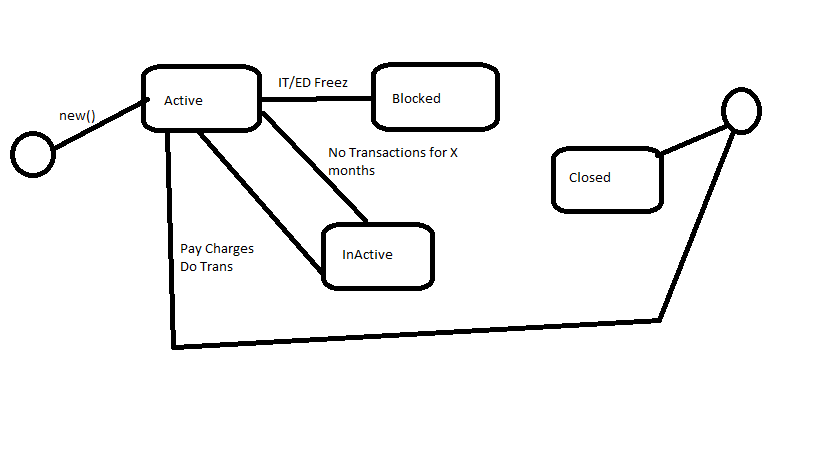 new()
Active
IT/ED Freez
Blocked
No Transactions for X
months
Closed
Pay Charges
Do Trans
InActive